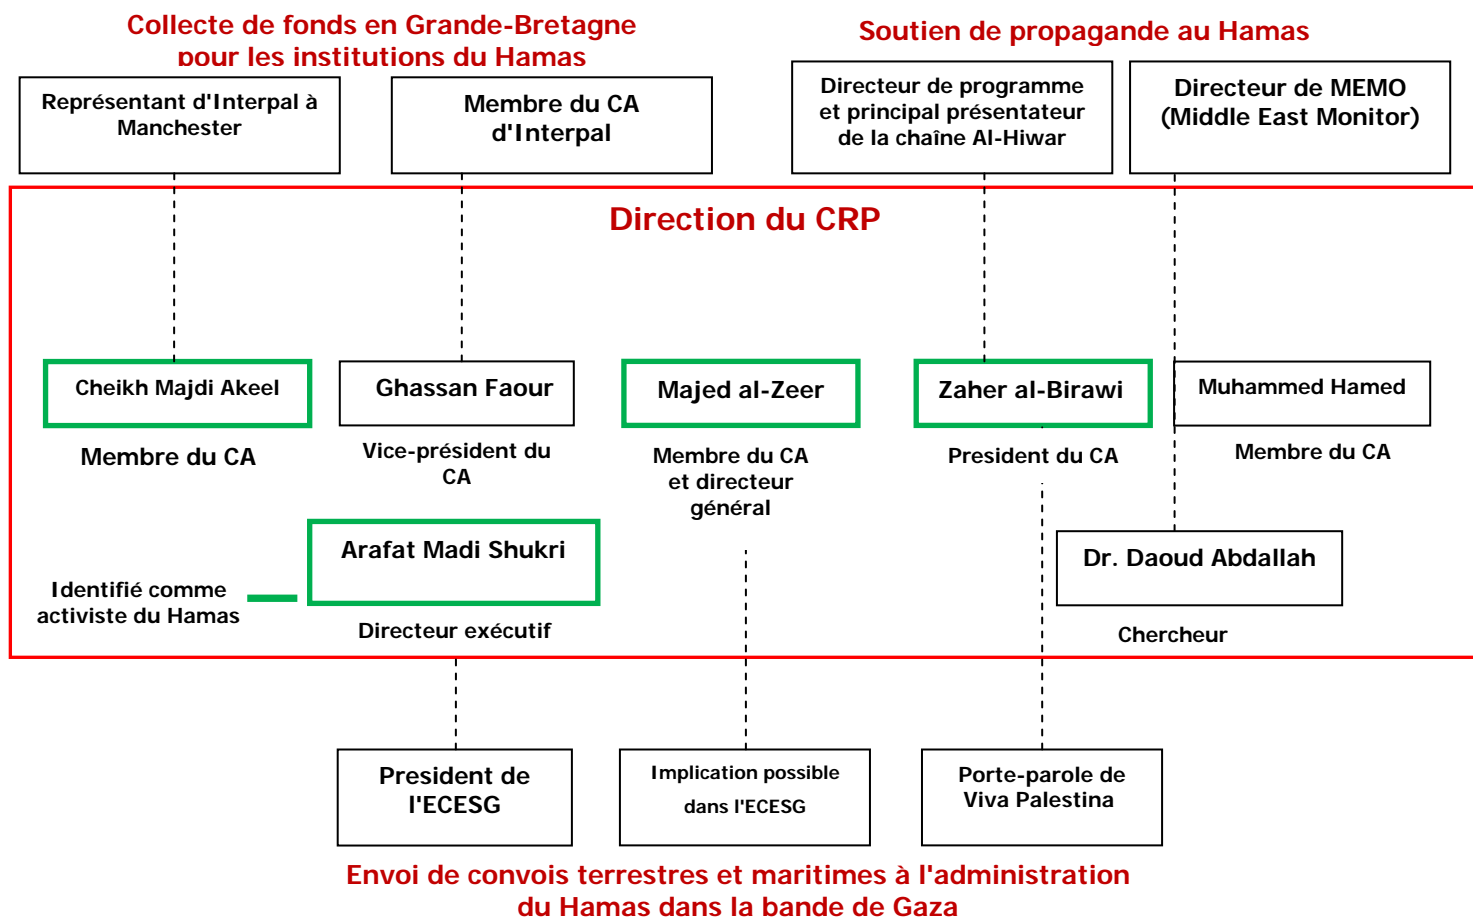 Collecte de fonds en Grande-Bretagne
pour les institutions du Hamas
Soutien de propagande au Hamas
Représentant d'Interpal à
Manchester
Membre du CA
d'Interpal
Directeur de programme
et principal présentateur
de la chaîne Al-Hiwar
Directeur de MEMO
(Middle East Monitor)
Direction du CRP
Cheikh Majdi Akeel
Ghassan Faour
Majed al-Zeer
Zaher al-Birawi
Muhammed Hamed
Membre du CA
Vice-président du
CA
Membre du CA
et directeur
général
President du CA
Membre du CA
Arafat Madi Shukri
Dr. Daoud Abdallah
Identifié comme
activiste du Hamas
Directeur exécutif
Chercheur
President de
l'ECESG
Implication possible
dans l'ECESG
Porte-parole de
Viva Palestina
Envoi de convois terrestres et maritimes à l'administration
du Hamas dans la bande de Gaza